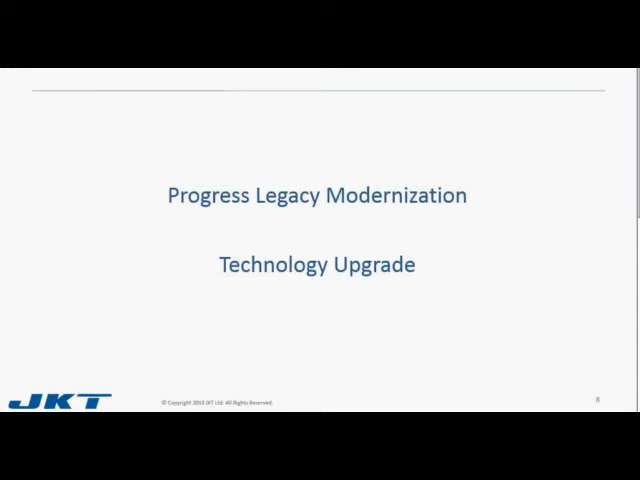 Progress Legacy Modernization
Technology Upgrade
JKT
© Copyright 2015 JKT Ltd. All Rights Reserved.
8